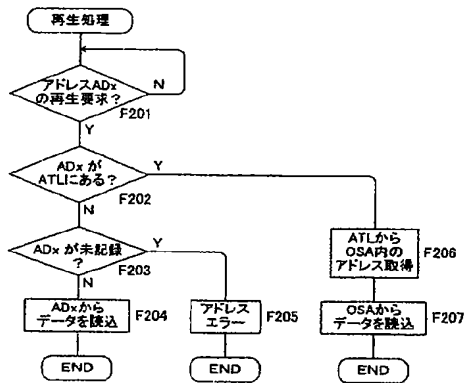 再生処理
アドレスADx
の再生要求？
N
F201
Y
ADx が
ATLにある？
Y
F202
N
ADx が未記録
？
Y
F203
N
ATLから
OSA内の
アドレス取得
F206
ADxから
データを読込
F204
アドレス
エラー
F205
OSAから
データを読込
F207
END
END
END